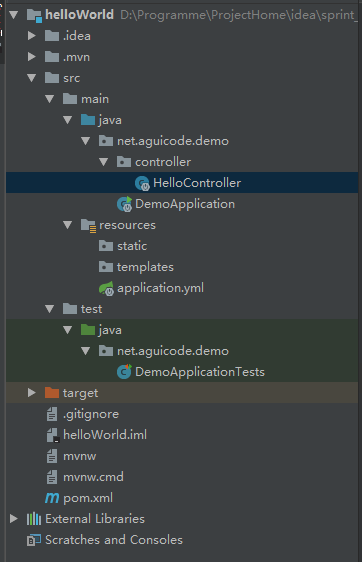 helloWorld D:\Programme\ProjectHome\idea\sprint_
.idea
.mvn
src
main
java
net.aguicode.demo
controller
HelloController
DemoApplication
resources
static
templates
application.yml
test
java
net.aguicode.demo
DemoApplicationTests
target
.gitignore
helloWorld.iml
mvnw
mvnw.cmd
pom.xml
External Libraries
Scratches and Consoles